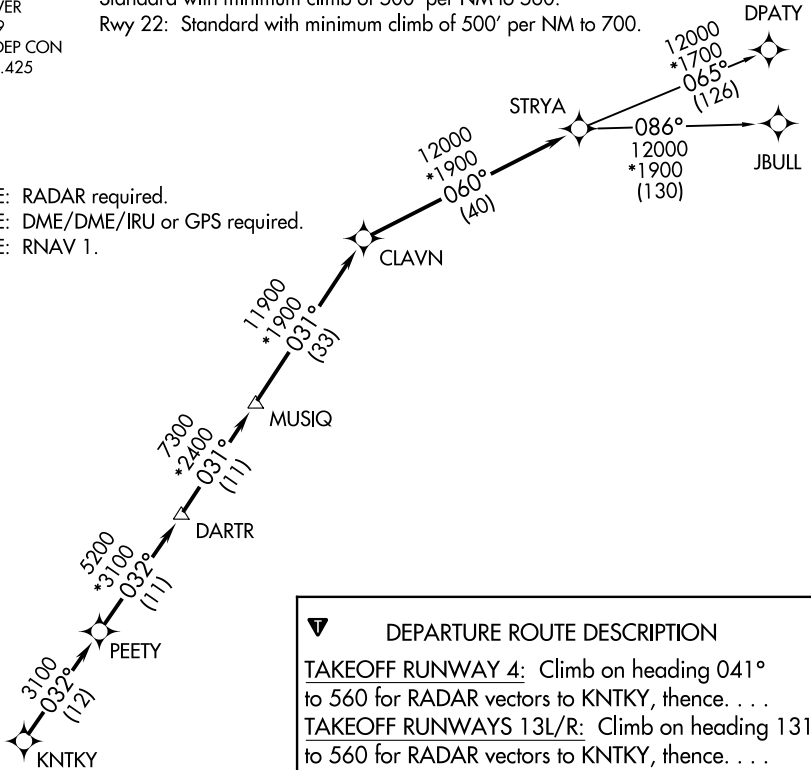 VER
9
DEP CON
.425
Standard with minimum climb of 500' per NM to 560.
Rwy 22: Standard with minimum climb of 500' per NM to 700.
DPATY
12000
*1700
065°
(126)
STRYA
086°
12000
*1900
(130)
JBULL
12000
*1900
060°
(40)
E: RADAR required.
E: DME/DME/IRU or GPS required.
E: RNAV 1.
CLAVN
11900
*1900
031°
(33)
MUSIQ
7300
*2400
031°
(11)
DARTR
5200
*3100
032°
(11)
PEETY
3100
032°
(12)
KNTKY
T
DEPARTURE ROUTE DESCRIPTION
TAKEOFF RUNWAY 4: Climb on heading 041°
to 560 for RADAR vectors to KNTKY, thence. . . .
TAKEOFF RUNWAYS 13L/R: Climb on heading 131
to 560 for RADAR vectors to KNTKY, thence. . . .